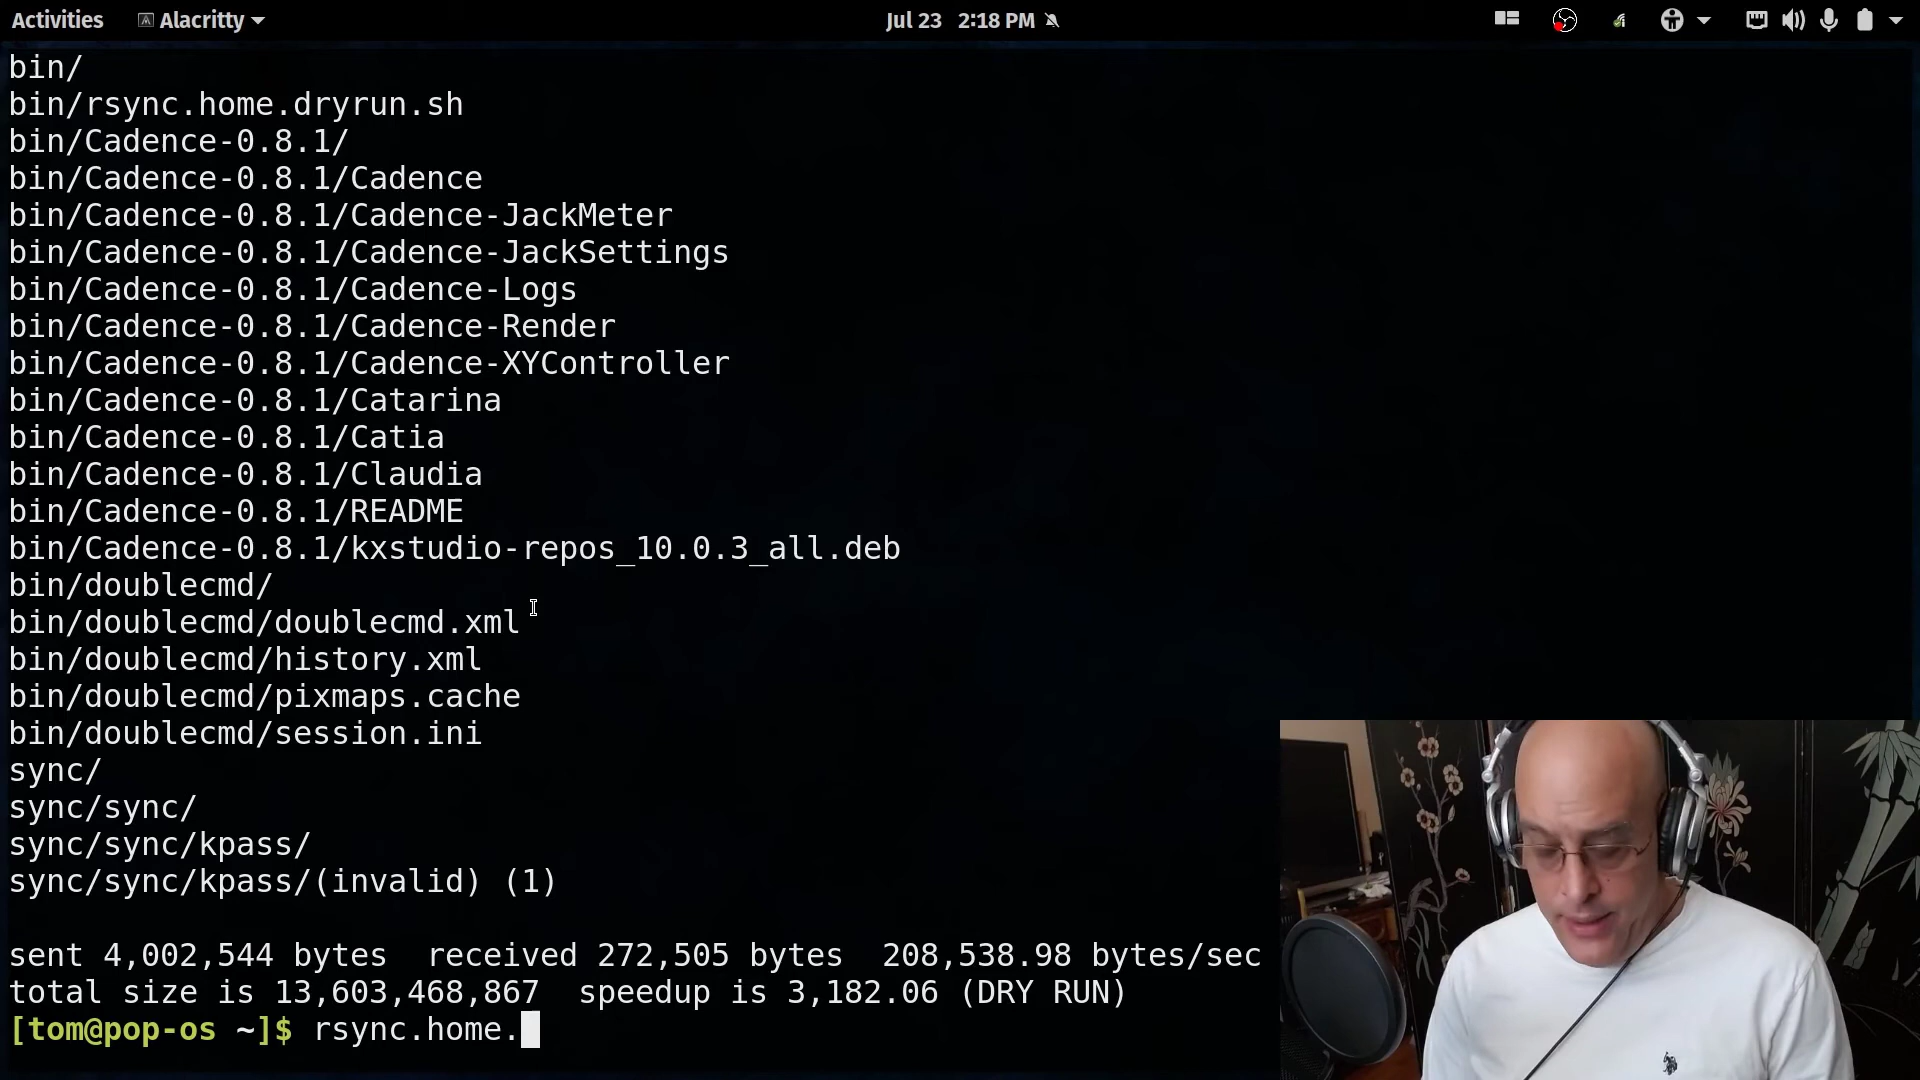 Activities Alacritty Jul 23 2:18 PM
bin/
bin/rsync.home.dryrun.sh
bin/Cadence-0.8.1/
bin/Cadence-0.8.1/Cadence
bin/Cadence-0.8.1/Cadence-JackMeter
bin/Cadence-0.8.1/Cadence-JackSettings
bin/Cadence-0.8.1/Cadence-Logs
bin/Cadence-0.8.1/Cadence-Render
bin/Cadence-0.8.1/Cadence-XYController
bin/Cadence-0.8.1/Catarina
bin/Cadence-0.8.1/Catia
bin/Cadence-0.8.1/Claudia
bin/Cadence-0.8.1/README
bin/Cadence-0.8.1/kxstudio-repos_10.0.3_all.deb
bin/doublecmd/
bin/doublecmd/doublecmd.xml
bin/doublecmd/history.xml
bin/doublecmd/pixmaps.cache
bin/doublecmd/session.ini
sync/
sync/sync/
sync/sync/kpass/
sync/sync/kpass/(invalid) (1)
sent 4,002,544 bytes  received 272,505 bytes  208,538.98 bytes/sec
total size is 13,603,468,867  speedup is 3,182.06 (DRY RUN)
[tom@pop-os ~]$ rsync.home.